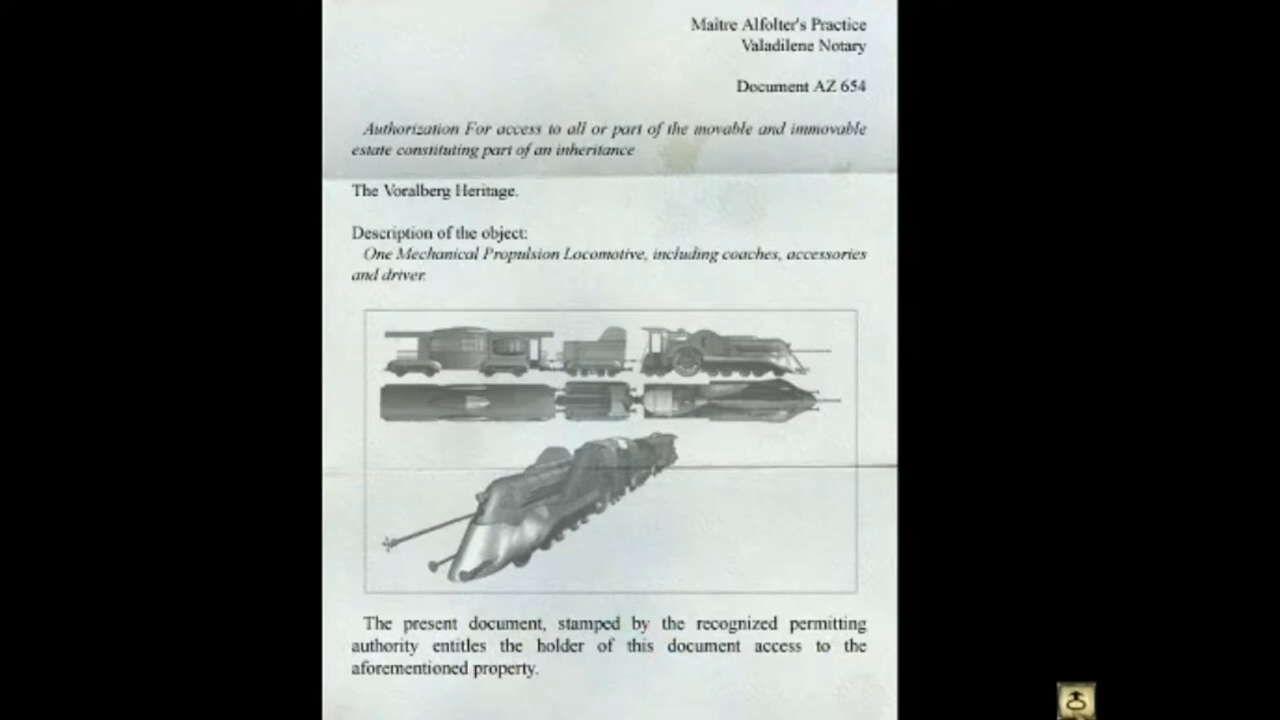 Maître Alfolter's Practice
Valadilene Notary
Document AZ 654
Authorization For access to all or part of the movable and immovable
estate constituting part of an inheritance
The Voralberg Heritage.
Description of the object:
One Mechanical Propulsion Locomotive, including coaches, accessories
and driver.
The present document, stamped by the recognized permitting
authority entitles the holder of this document access to the
aforementioned property.